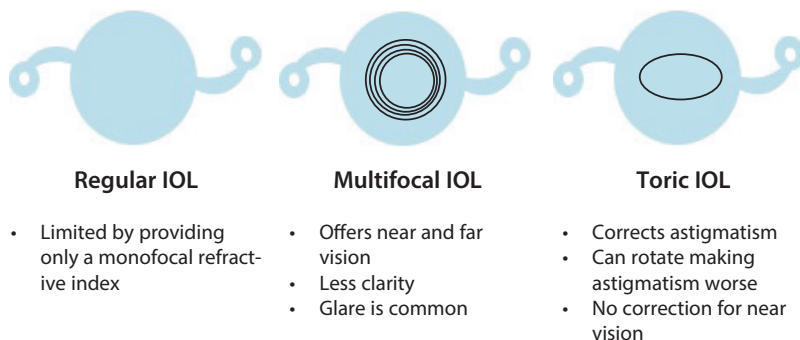 Regular IOL
• Limited by providing
only a monofocal refract-
ive index
Multifocal IOL
• Offers near and far
vision
• Less clarity
• Glare is common
Toric IOL
• Corrects astigmatism
• Can rotate making
astigmatism worse
• No correction for near
vision